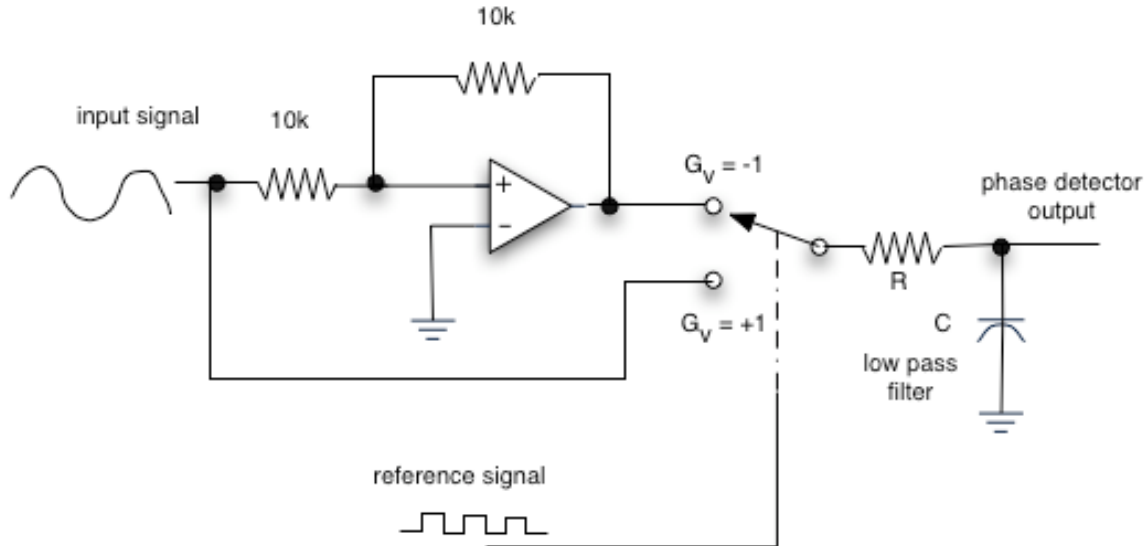 10k
input signal
10k
G_v = -1
+
-
phase detector
output
R
G_v = +1
C
low pass
filter
reference signal